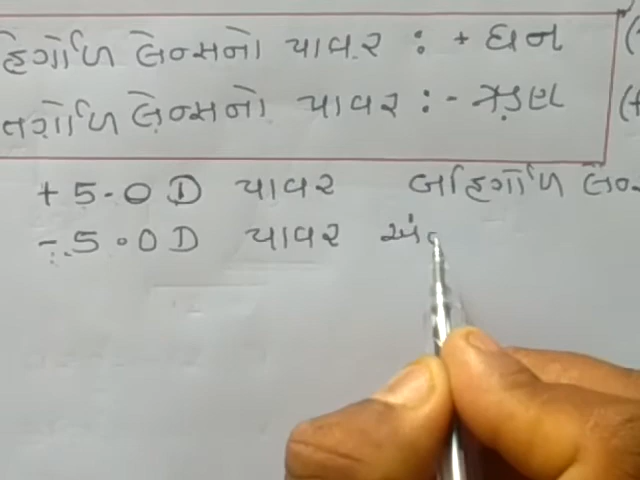 હિર્ગોળ લેન્સનો પાવર : + ધન
તર્ગોળ લેન્સનો પાવર : - ઋણ
+ 5.0 D પાવર બહિર્ગોળ લેન્
- 5.0 D પાવર અં